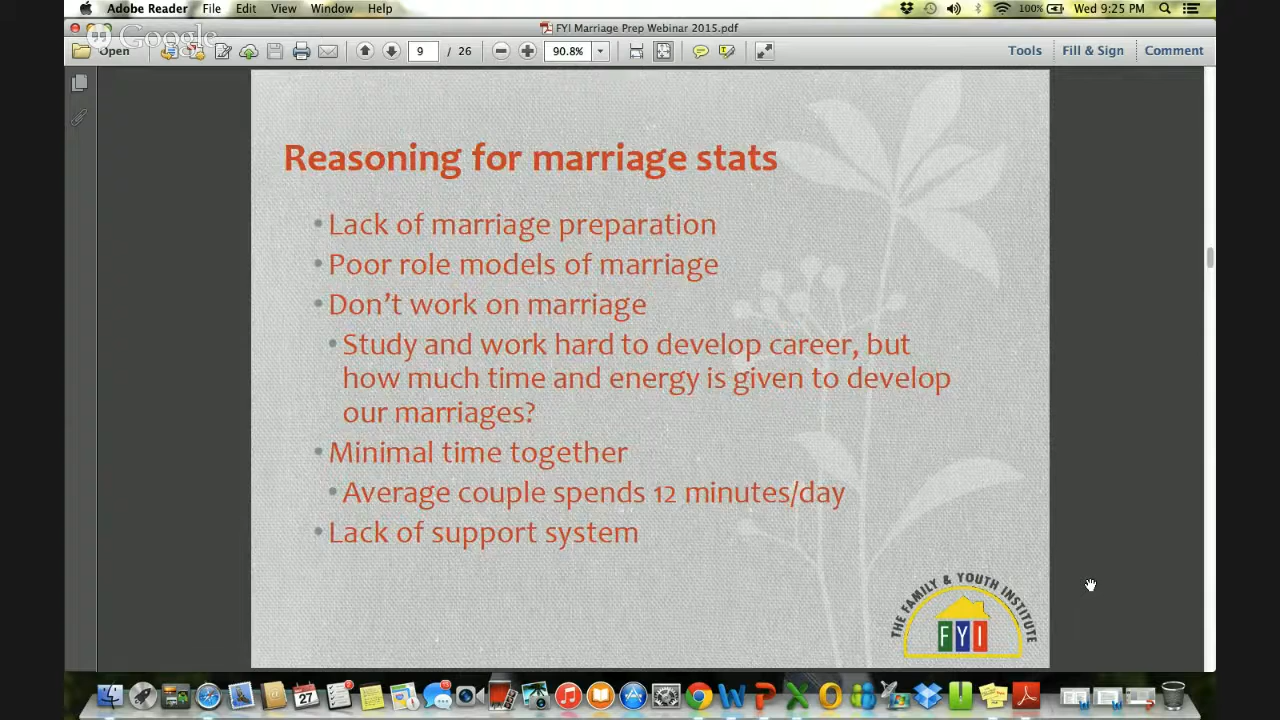 Adobe Reader File Edit View Window Help 100% Wed 9:25 PM
FYI Marriage Prep Webinar 2015.pdf
Google
Open 9 / 26 90.8% Tools Fill & Sign Comment
Reasoning for marriage stats
•Lack of marriage preparation
•Poor role models of marriage
•Don't work on marriage
•Study and work hard to develop career, but
how much time and energy is given to develop
our marriages?
•Minimal time together
•Average couple spends 12 minutes/day
•Lack of support system
THE FAMILY & YOUTH INSTITUTE
FYI
27